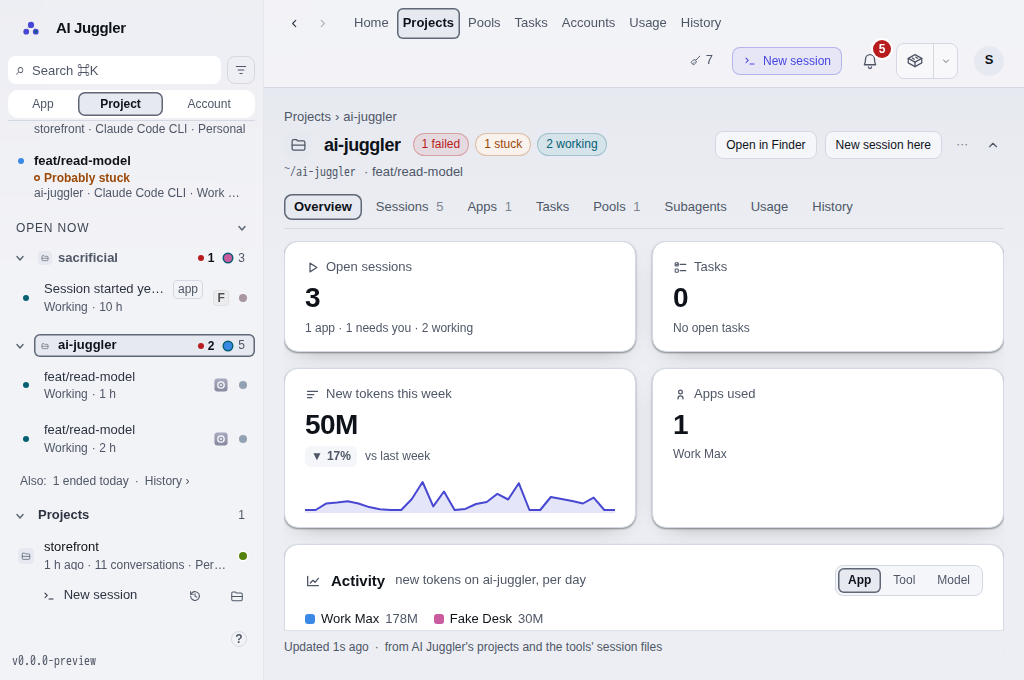 AI Juggler
Search ⌘K
App Project Account
storefront · Claude Code CLI · Personal
feat/read-model
Probably stuck
ai-juggler · Claude Code CLI · Work …
OPEN NOW
sacrificial 1 3
Session started ye… app F
Working · 10 h
ai-juggler 2 5
feat/read-model
Working · 1 h
feat/read-model
Working · 2 h
Also: 1 ended today · History ›
Projects 1
storefront
1 h ago · 11 conversations · Per…
New session
?
v0.0.0-preview
Home Projects Pools Tasks Accounts Usage History
7 New session 5 S
Projects › ai-juggler
ai-juggler 1 failed 1 stuck 2 working Open in Finder New session here ···
~/ai-juggler · feat/read-model
Overview Sessions 5 Apps 1 Tasks Pools 1 Subagents Usage History
Open sessions
3
1 app · 1 needs you · 2 working
Tasks
0
No open tasks
New tokens this week
50M
▼ 17% vs last week
Apps used
1
Work Max
Activity new tokens on ai-juggler, per day App Tool Model
Work Max 178M Fake Desk 30M
Updated 1s ago · from AI Juggler's projects and the tools' session files